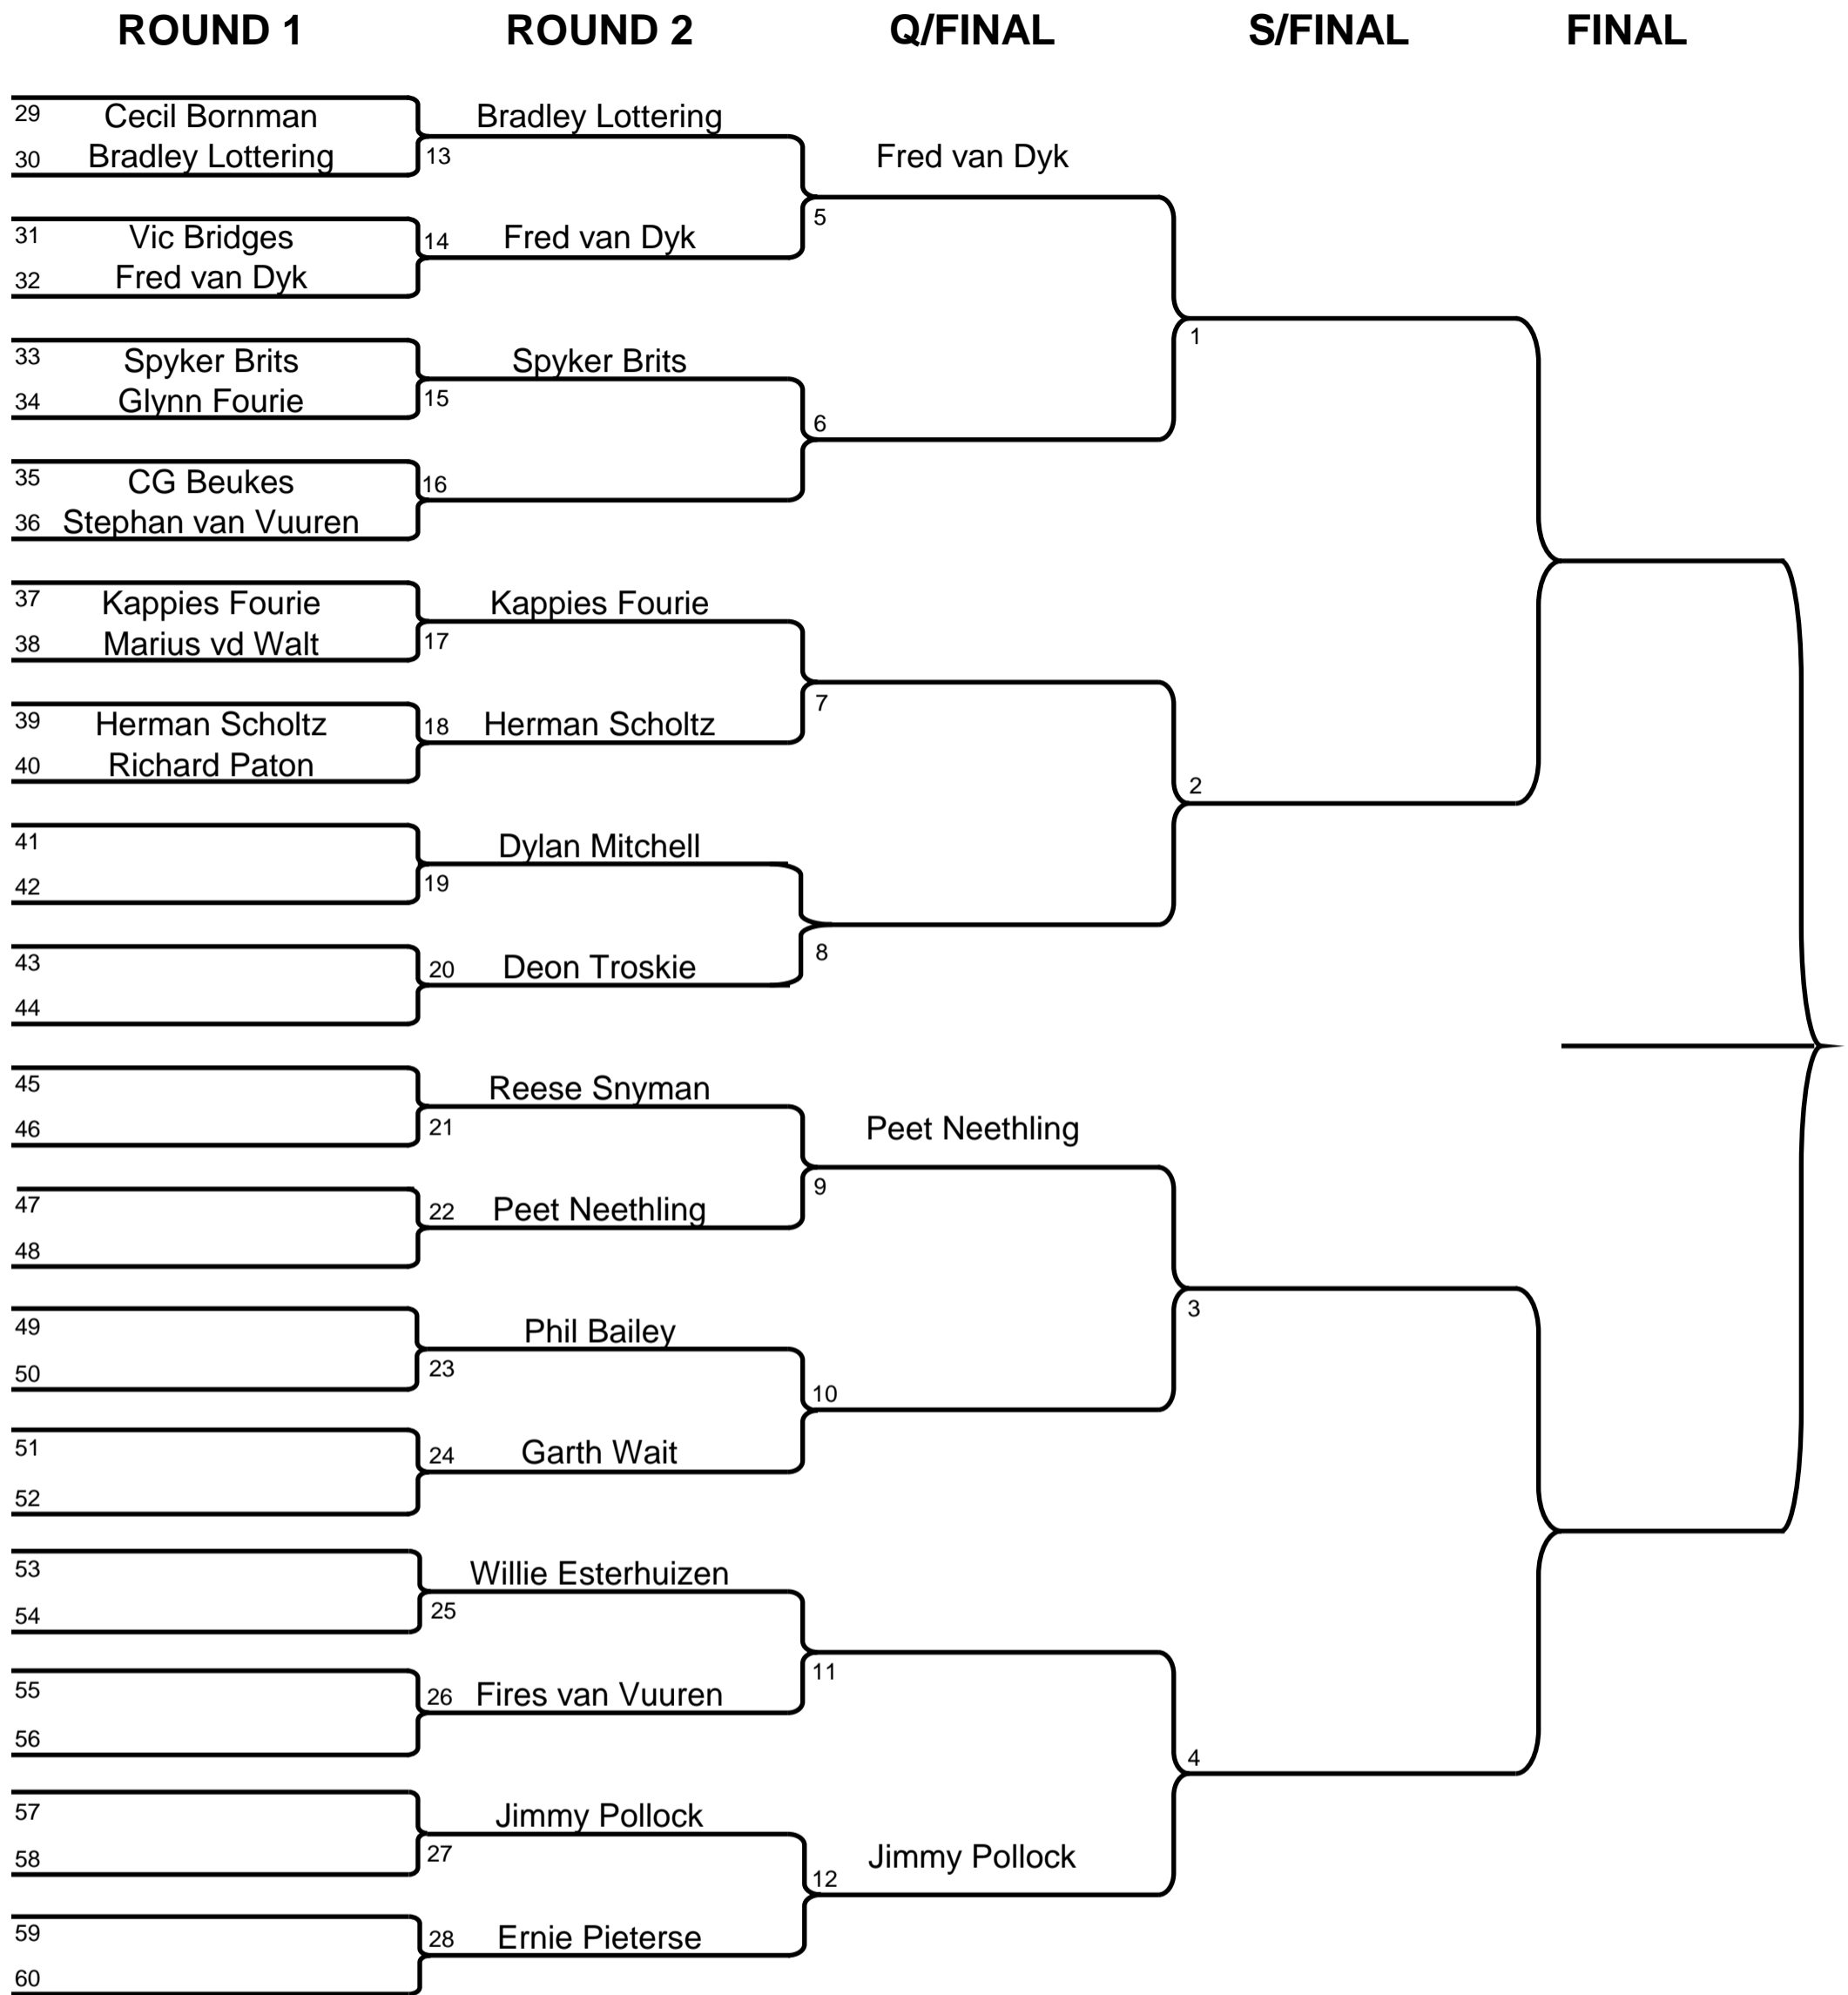 ROUND 1 ROUND 2 Q/FINAL S/FINAL FINAL
29 Cecil Bornman Bradley Lottering
30 Bradley Lottering 13 Fred van Dyk
5
31 Vic Bridges 14 Fred van Dyk
32 Fred van Dyk
1
33 Spyker Brits Spyker Brits
34 Glynn Fourie 15
6
35 CG Beukes 16
36 Stephan van Vuuren
37 Kappies Fourie Kappies Fourie
38 Marius vd Walt 17
7
39 Herman Scholtz 18 Herman Scholtz
40 Richard Paton
2
41 Dylan Mitchell
42 19
8
43 20 Deon Troskie
44
45 Reese Snyman
46 21 Peet Neethling
9
47 22 Peet Neethling
48
3
49 Phil Bailey
50 23
10
51 24 Garth Wait
52
53 Willie Esterhuizen
54 25
11
55 26 Fires van Vuuren
56
4
57 Jimmy Pollock
58 27 Jimmy Pollock
12
59 28 Ernie Pieterse
60